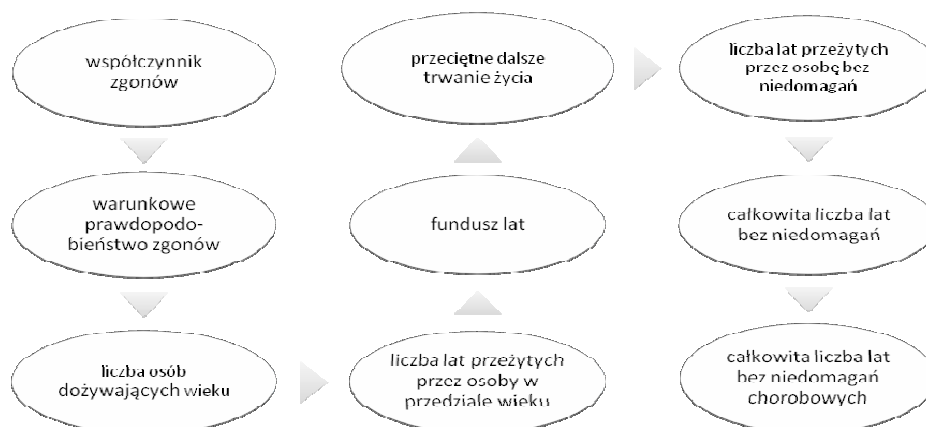 współczynnik
zgonów
warunkowe
prawdopodo-
bieństwo zgonów
liczba osób
dożywających wieku
liczba lat przeżytych
przez osoby w
przedziale wieku
fundusz lat
przeciętne dalsze
trwanie życia
liczba lat przeżytych
przez osobę bez
niedomagań
całkowita liczba lat
bez niedomagań
całkowita liczba lat
bez niedomagań
chorobowych